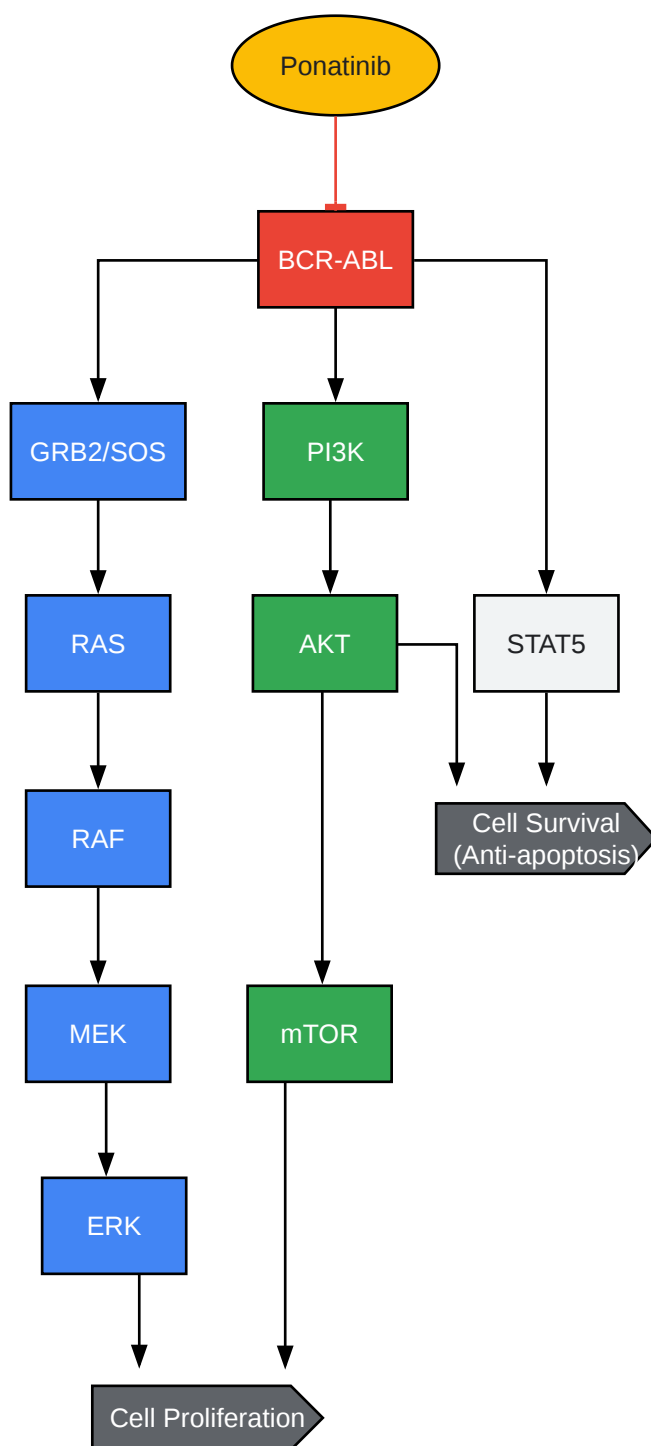 Ponatinib
BCR-ABL
GRB2/SOS
PI3K
RAS
AKT
STAT5
RAF
Cell Survival
(Anti-apoptosis)
MEK
mTOR
ERK
Cell Proliferation